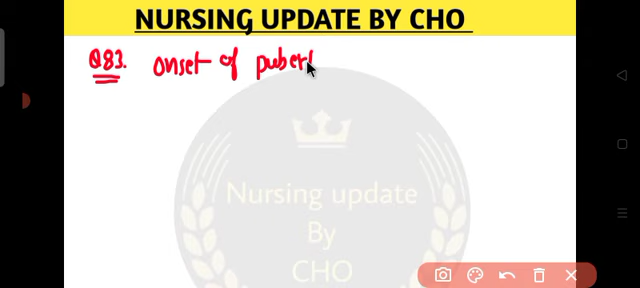 NURSING UPDATE BY CHO
Q83. onset of pubert
Nursing update
By
CHO